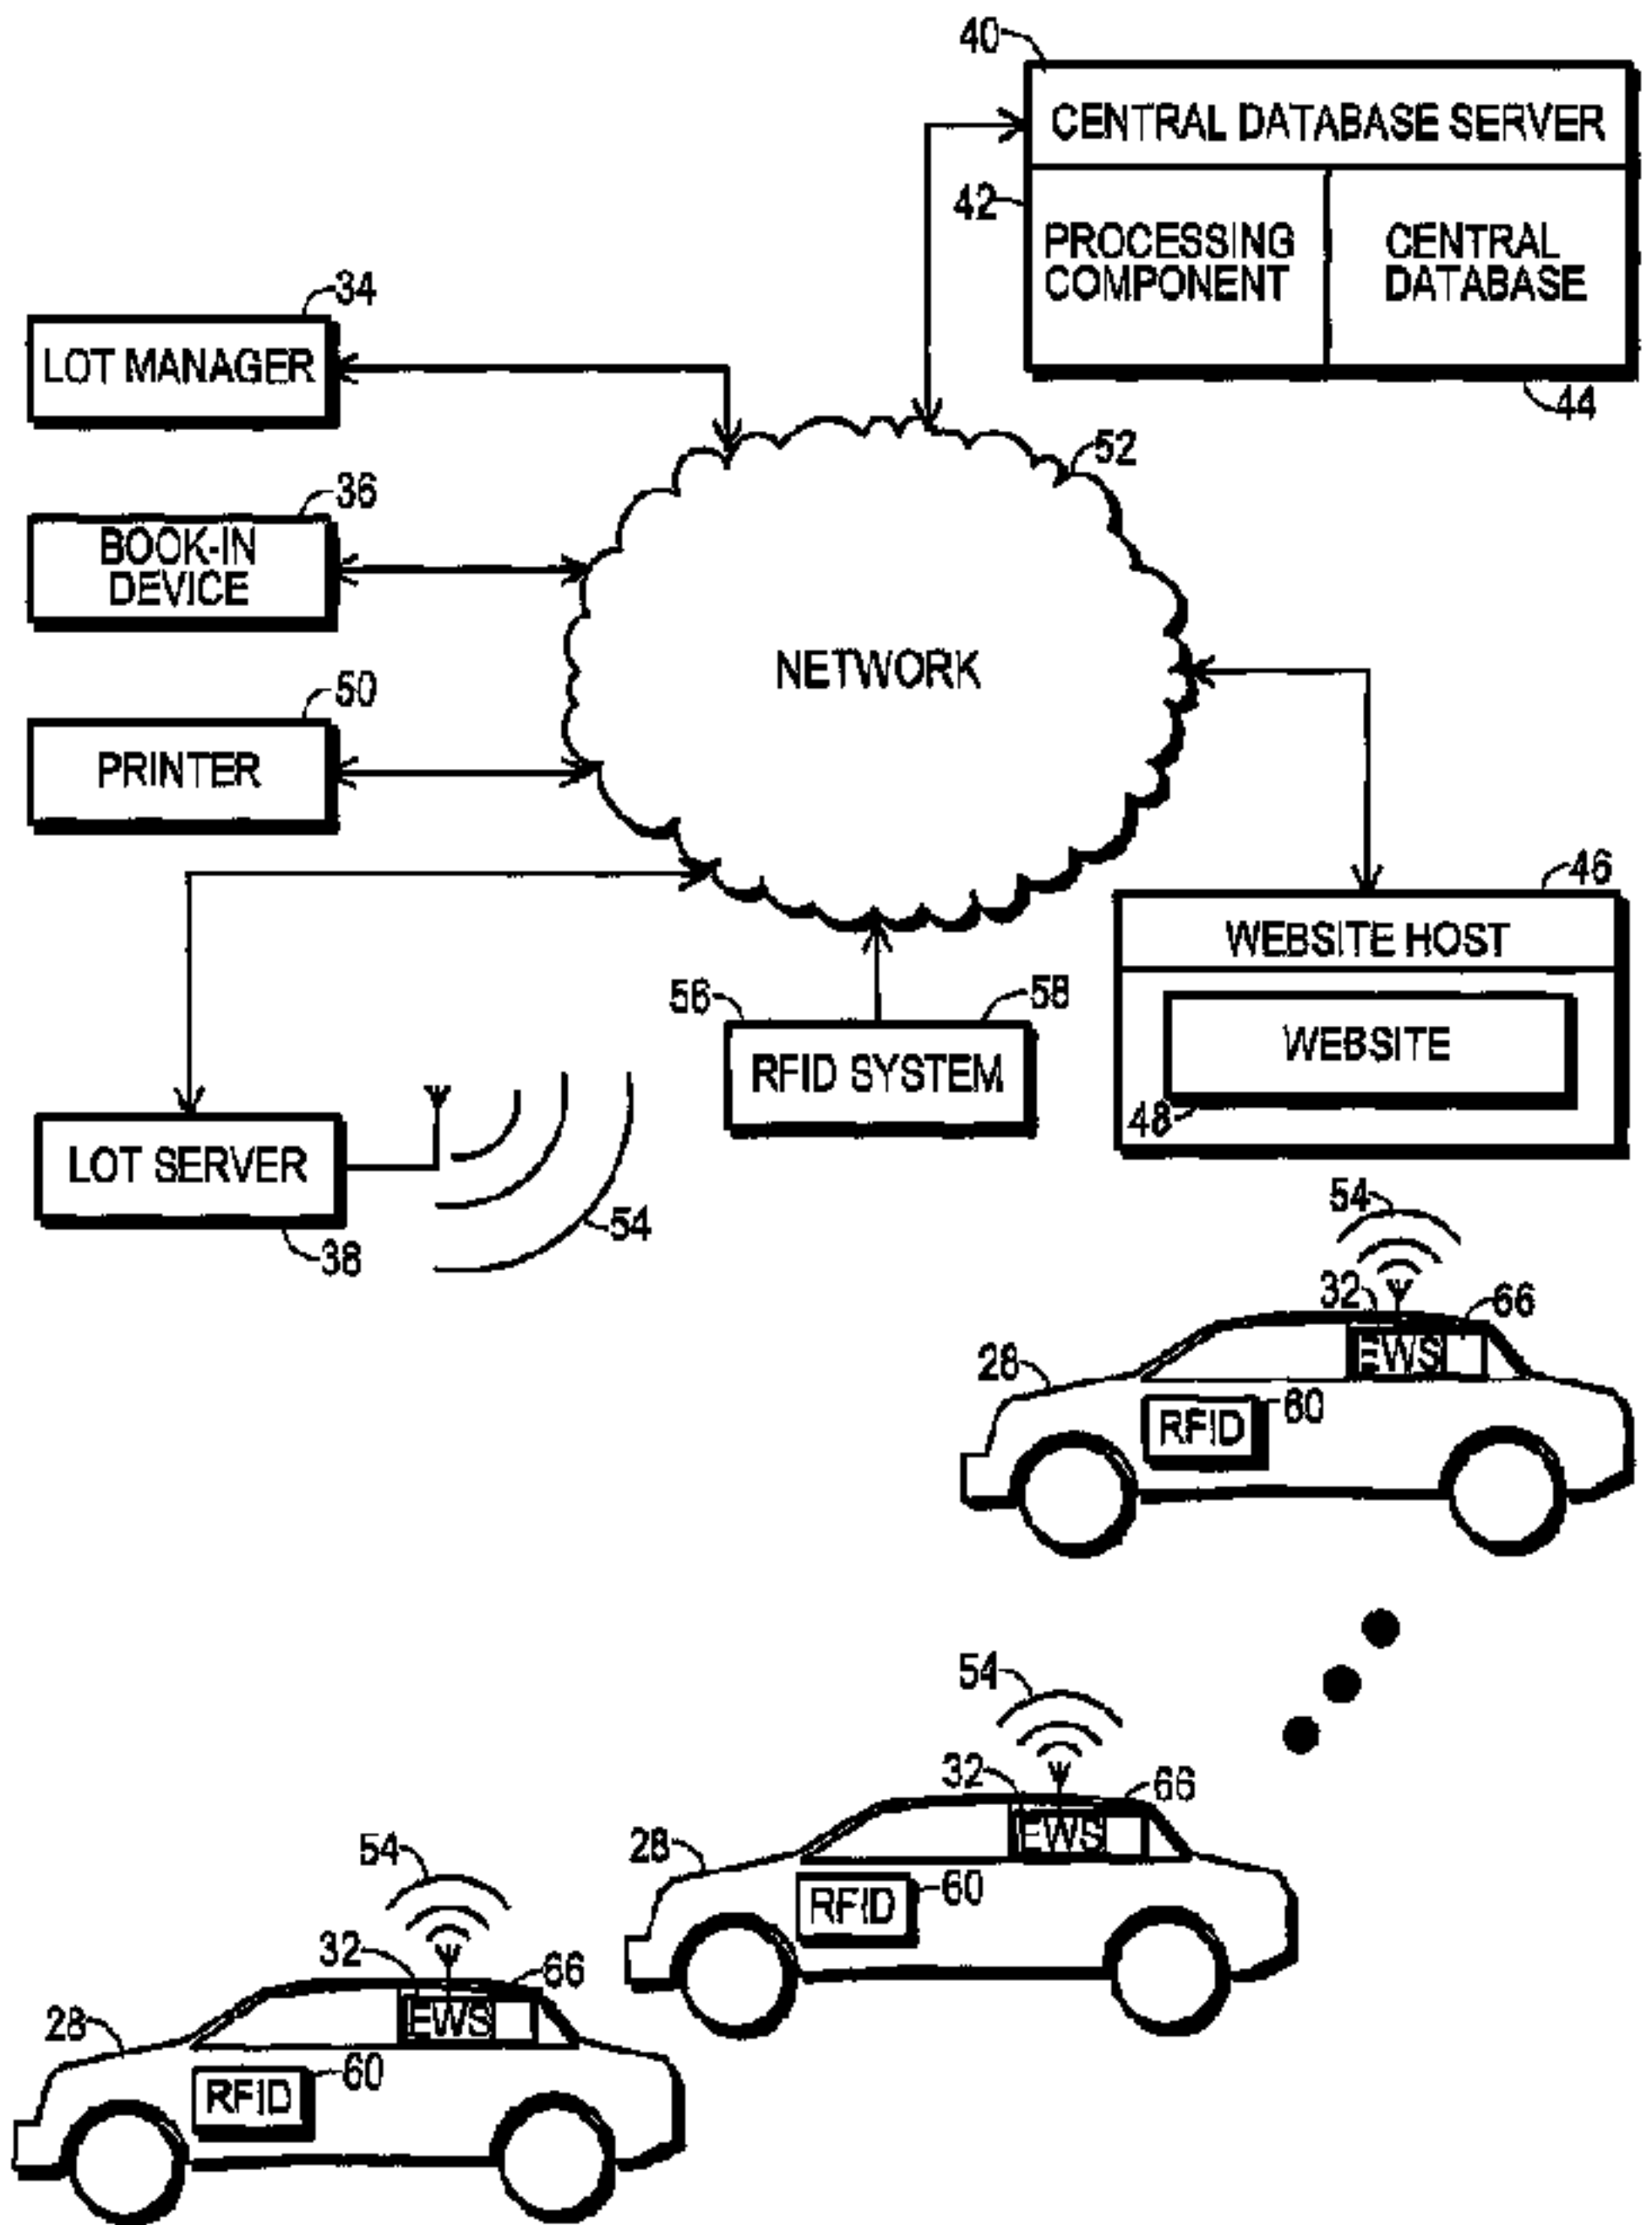 40
CENTRAL DATABASE SERVER
42
PROCESSING
COMPONENT
CENTRAL
DATABASE
44
34
LOT MANAGER
52
36
BOOK-IN
DEVICE
NETWORK
50
PRINTER
46
WEBSITE HOST
WEBSITE
48
56
58
RFID SYSTEM
LOT SERVER
38
54
54
32
66
EWS
28
RFID
60
54
32
66
EWS
28
RFID
60
54
32
66
EWS
28
RFID
60